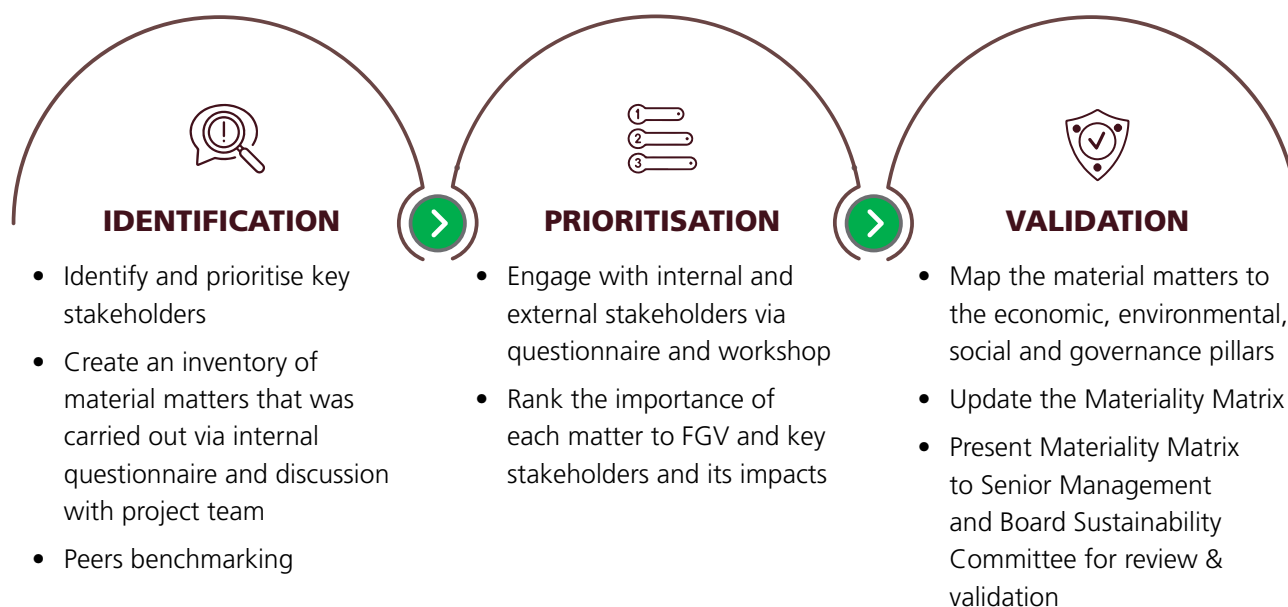 IDENTIFICATION
• Identify and prioritise key
stakeholders
• Create an inventory of
material matters that was
carried out via internal
questionnaire and discussion
with project team
• Peers benchmarking
1
2
3
PRIORITISATION
• Engage with internal and
external stakeholders via
questionnaire and workshop
• Rank the importance of
each matter to FGV and key
stakeholders and its impacts
VALIDATION
• Map the material matters to
the economic, environmental,
social and governance pillars
• Update the Materiality Matrix
• Present Materiality Matrix
to Senior Management
and Board Sustainability
Committee for review &
validation